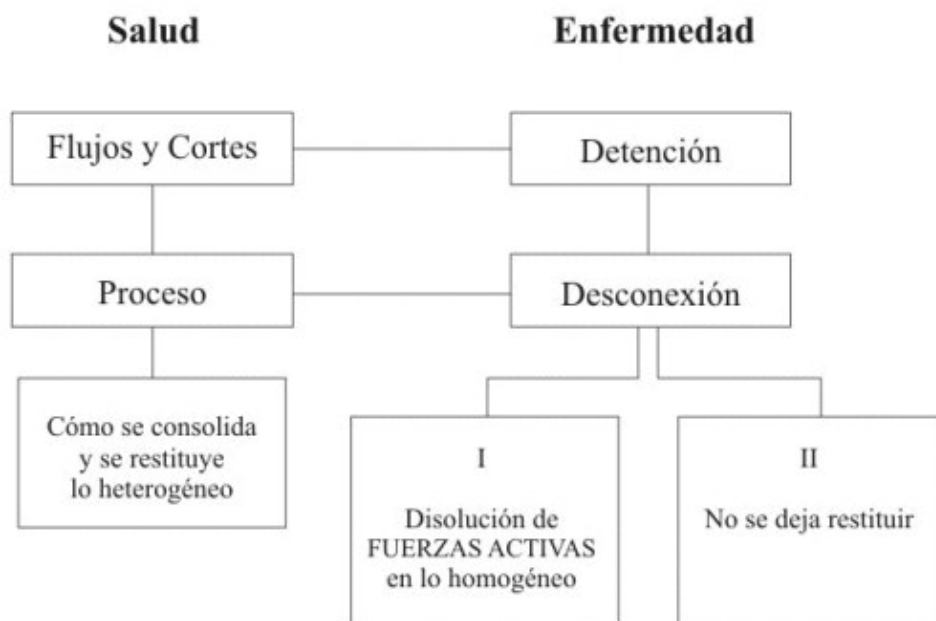 Salud
Enfermedad
Flujos y Cortes
Detención
Proceso
Desconexión
Cómo se consolida
y se restituye
lo heterogéneo
I
Disolución de
FUERZAS ACTIVAS
en lo homogéneo
II
No se deja restituir